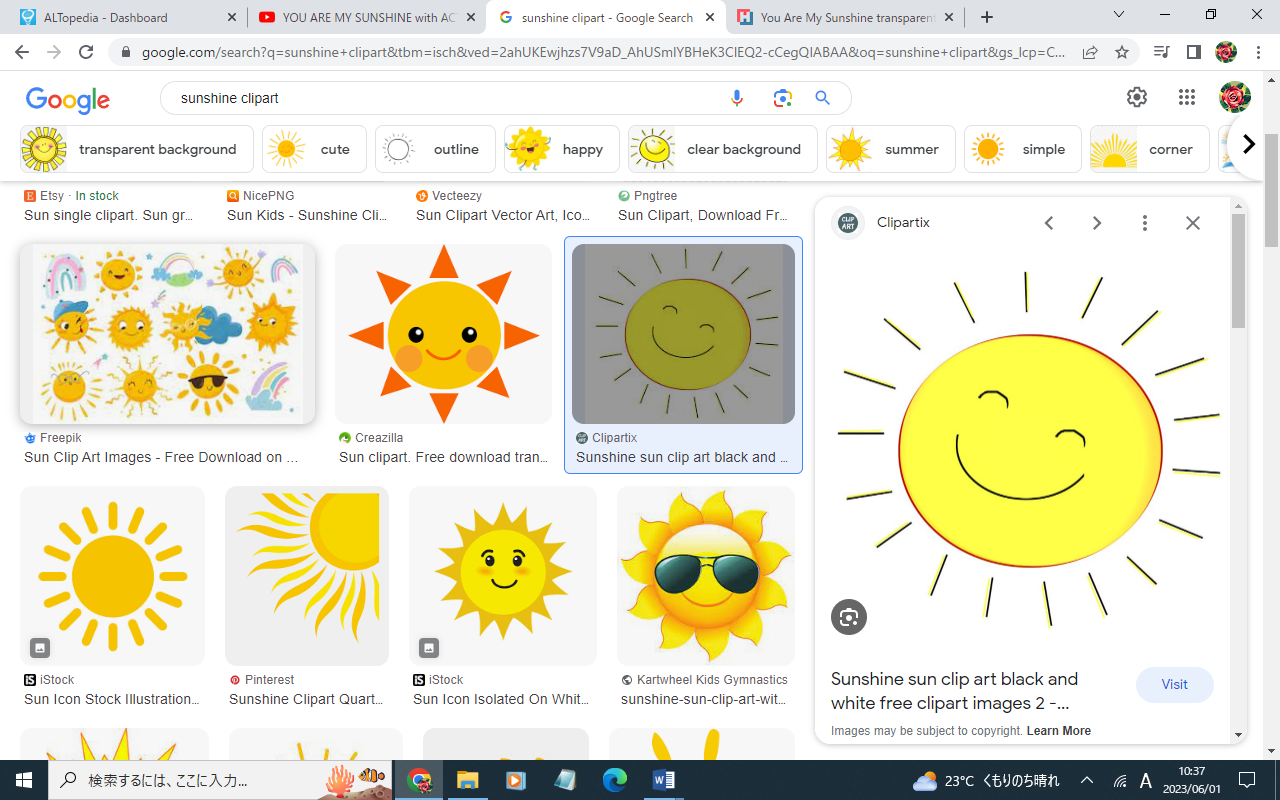 ALTopedia - Dashboard
YOU ARE MY SUNSHINE with AC
sunshine clipart - Google Search
You Are My Sunshine transparent
google.com/search?q=sunshine+clipart&tbm=isch&ved=2ahUKEwjhzs7V9aD_AhUSmlYBHeK3CIEQ2-cCegQIABAA&oq=sunshine+clipart&gs_lcp=C...
Google
sunshine clipart
transparent background
cute
outline
happy
clear background
summer
simple
corner
Etsy · In stock
Sun single clipart. Sun gr...
NicePNG
Sun Kids - Sunshine Cli...
Vecteezy
Sun Clipart Vector Art, Ico...
Pngtree
Sun Clipart, Download Fr...
CLIP ART
Clipartix
Freepik
Sun Clip Art Images - Free Download on ...
Creazilla
Sun clipart. Free download tran...
Clipartix
Sunshine sun clip art black and ...
iStock
Sun Icon Stock Illustration...
Pinterest
Sunshine Clipart Quart...
iStock
Sun Icon Isolated On Whit...
Kartwheel Kids Gymnastics
sunshine-sun-clip-art-wit...
Sunshine sun clip art black and
white free clipart images 2 -...
Visit
Images may be subject to copyright. Learn More
検索するには、ここに入力...
23°C くもりのち晴れ
A
10:37
2023/06/01